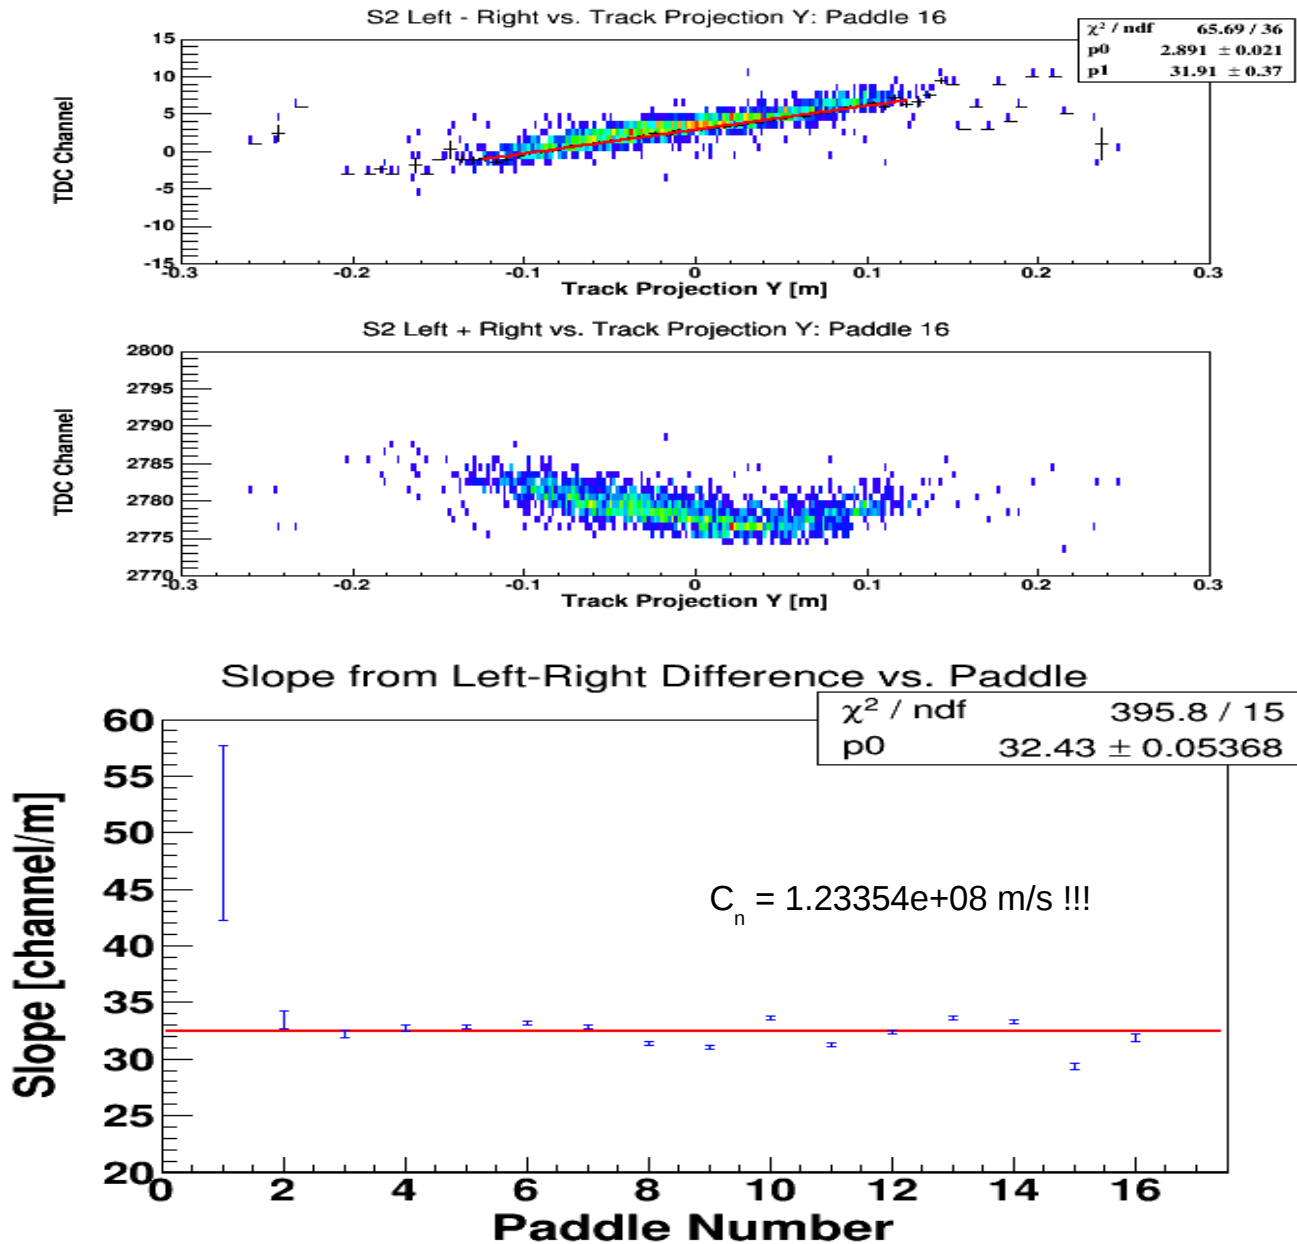 S2 Left - Right vs. Track Projection Y: Paddle 16
χ² / ndf 65.69 / 36
p0 2.891 ± 0.021
p1 31.91 ± 0.37
TDC Channel
15
10
5
0
-5
-10
-15
-0.3 -0.2 -0.1 0 0.1 0.2 0.3
Track Projection Y [m]
S2 Left + Right vs. Track Projection Y: Paddle 16
TDC Channel
2800
2795
2790
2785
2780
2775
2770
-0.3 -0.2 -0.1 0 0.1 0.2 0.3
Track Projection Y [m]
Slope from Left-Right Difference vs. Paddle
χ² / ndf 395.8 / 15
p0 32.43 ± 0.05368
Slope [channel/m]
60
55
50
45
40
35
30
25
20
C_n = 1.23354e+08 m/s !!!
0 2 4 6 8 10 12 14 16
Paddle Number